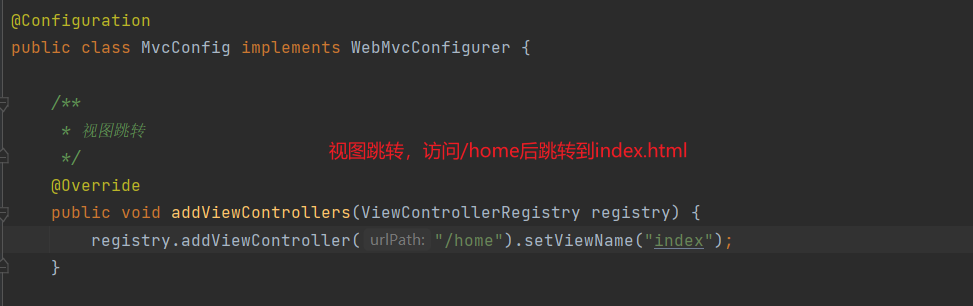 @Configuration
public class MvcConfig implements WebMvcConfigurer {
/**
* 视图跳转
视图跳转，访问/home后跳转到index.html
*/
@Override
public void addViewControllers(ViewControllerRegistry registry) {
registry.addViewController( urlPath: "/home").setViewName("index");
}